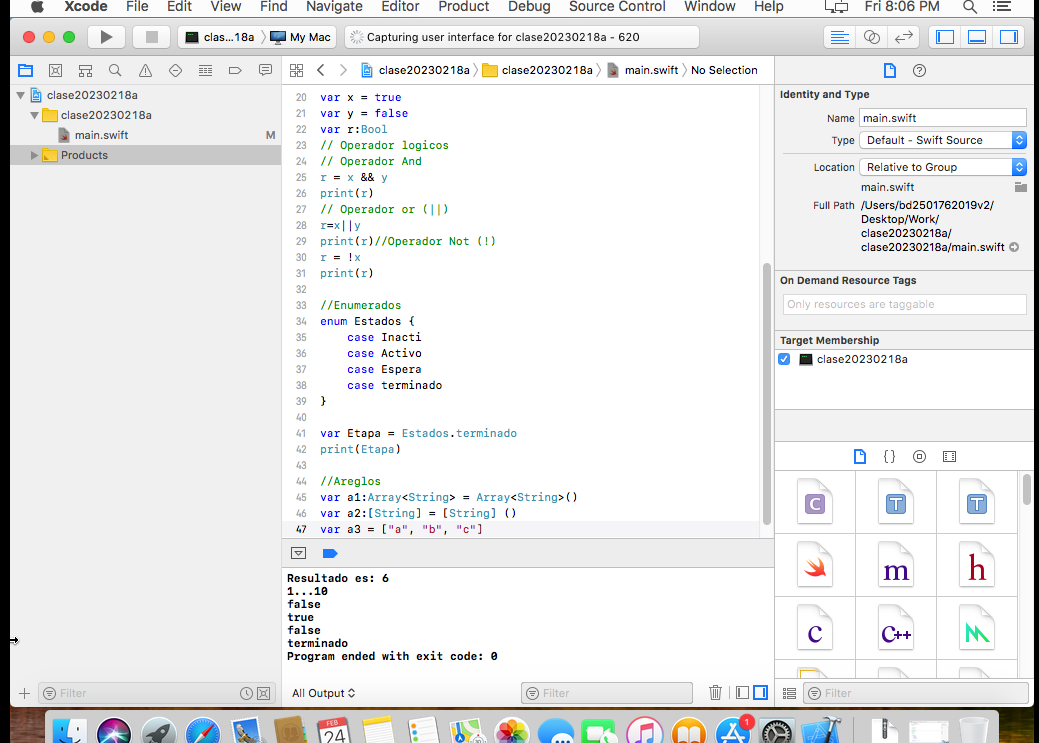 Xcode File Edit View Find Navigate Editor Product Debug Source Control Window Help Fri 8:06 PM
clas...18a My Mac Capturing user interface for clase20230218a - 620
clase20230218a clase20230218a main.swift No Selection
clase20230218a
clase20230218a
main.swift M
Products
20 var x = true
21 var y = false
22 var r:Bool
23 // Operador logicos
24 // Operador And
25 r = x && y
26 print(r)
27 // Operador or (||)
28 r=x||y
29 print(r)//Operador Not (!)
30 r = !x
31 print(r)
32
33 //Enumerados
34 enum Estados {
35 case Inacti
36 case Activo
37 case Espera
38 case terminado
39 }
40
41 var Etapa = Estados.terminado
42 print(Etapa)
43
44 //Areglos
45 var a1:Array<String> = Array<String>()
46 var a2:[String] = [String] ()
47 var a3 = ["a", "b", "c"]
Resultado es: 6
1...10
false
true
false
terminado
Program ended with exit code: 0
Filter
All Output
Filter
Identity and Type
Name main.swift
Type Default - Swift Source
Location Relative to Group
main.swift
Full Path /Users/bd2501762019v2/
Desktop/Work/
clase20230218a/
clase20230218a/main.swift
On Demand Resource Tags
Only resources are taggable
Target Membership
clase20230218a
{ }
C T T
m h
c C++
Filter
FEB
24
1